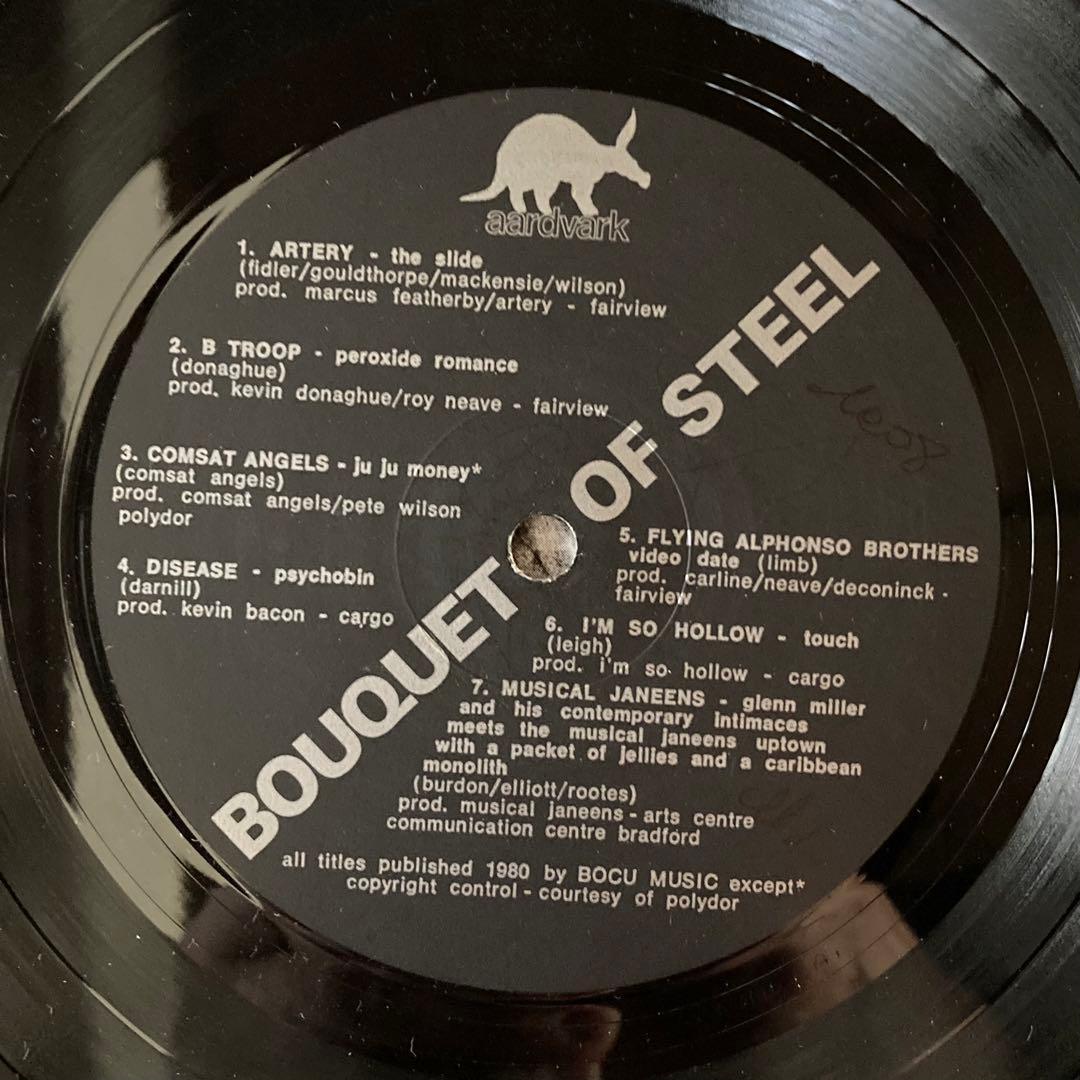 aardvark
BOUQUET OF STEEL
1. ARTERY - the slide
(fidler/gouldthorpe/mackensie/wilson)
prod. marcus featherby/artery - fairview
2. B TROOP - peroxide romance
(donaghue)
prod. kevin donaghue/roy neave - fairview
3. COMSAT ANGELS - ju ju money*
(comsat angels)
prod. comsat angels/pete wilson
polydor
4. DISEASE - psychobin
(darnill)
prod. kevin bacon - cargo
5. FLYING ALPHONSO BROTHERS
video date (limb)
prod. carline/neave/deconinck -
fairview
6. I'M SO HOLLOW - touch
(leigh)
prod. i'm so hollow - cargo
7. MUSICAL JANEENS - glenn miller
and his contemporary intimaces
meets the musical janeens uptown
with a packet of jellies and a caribbean
monolith
(burdon/elliott/rootes)
prod. musical janeens - arts centre
communication centre bradford
all titles published 1980 by BOCU MUSIC except*
copyright control - courtesy of polydor